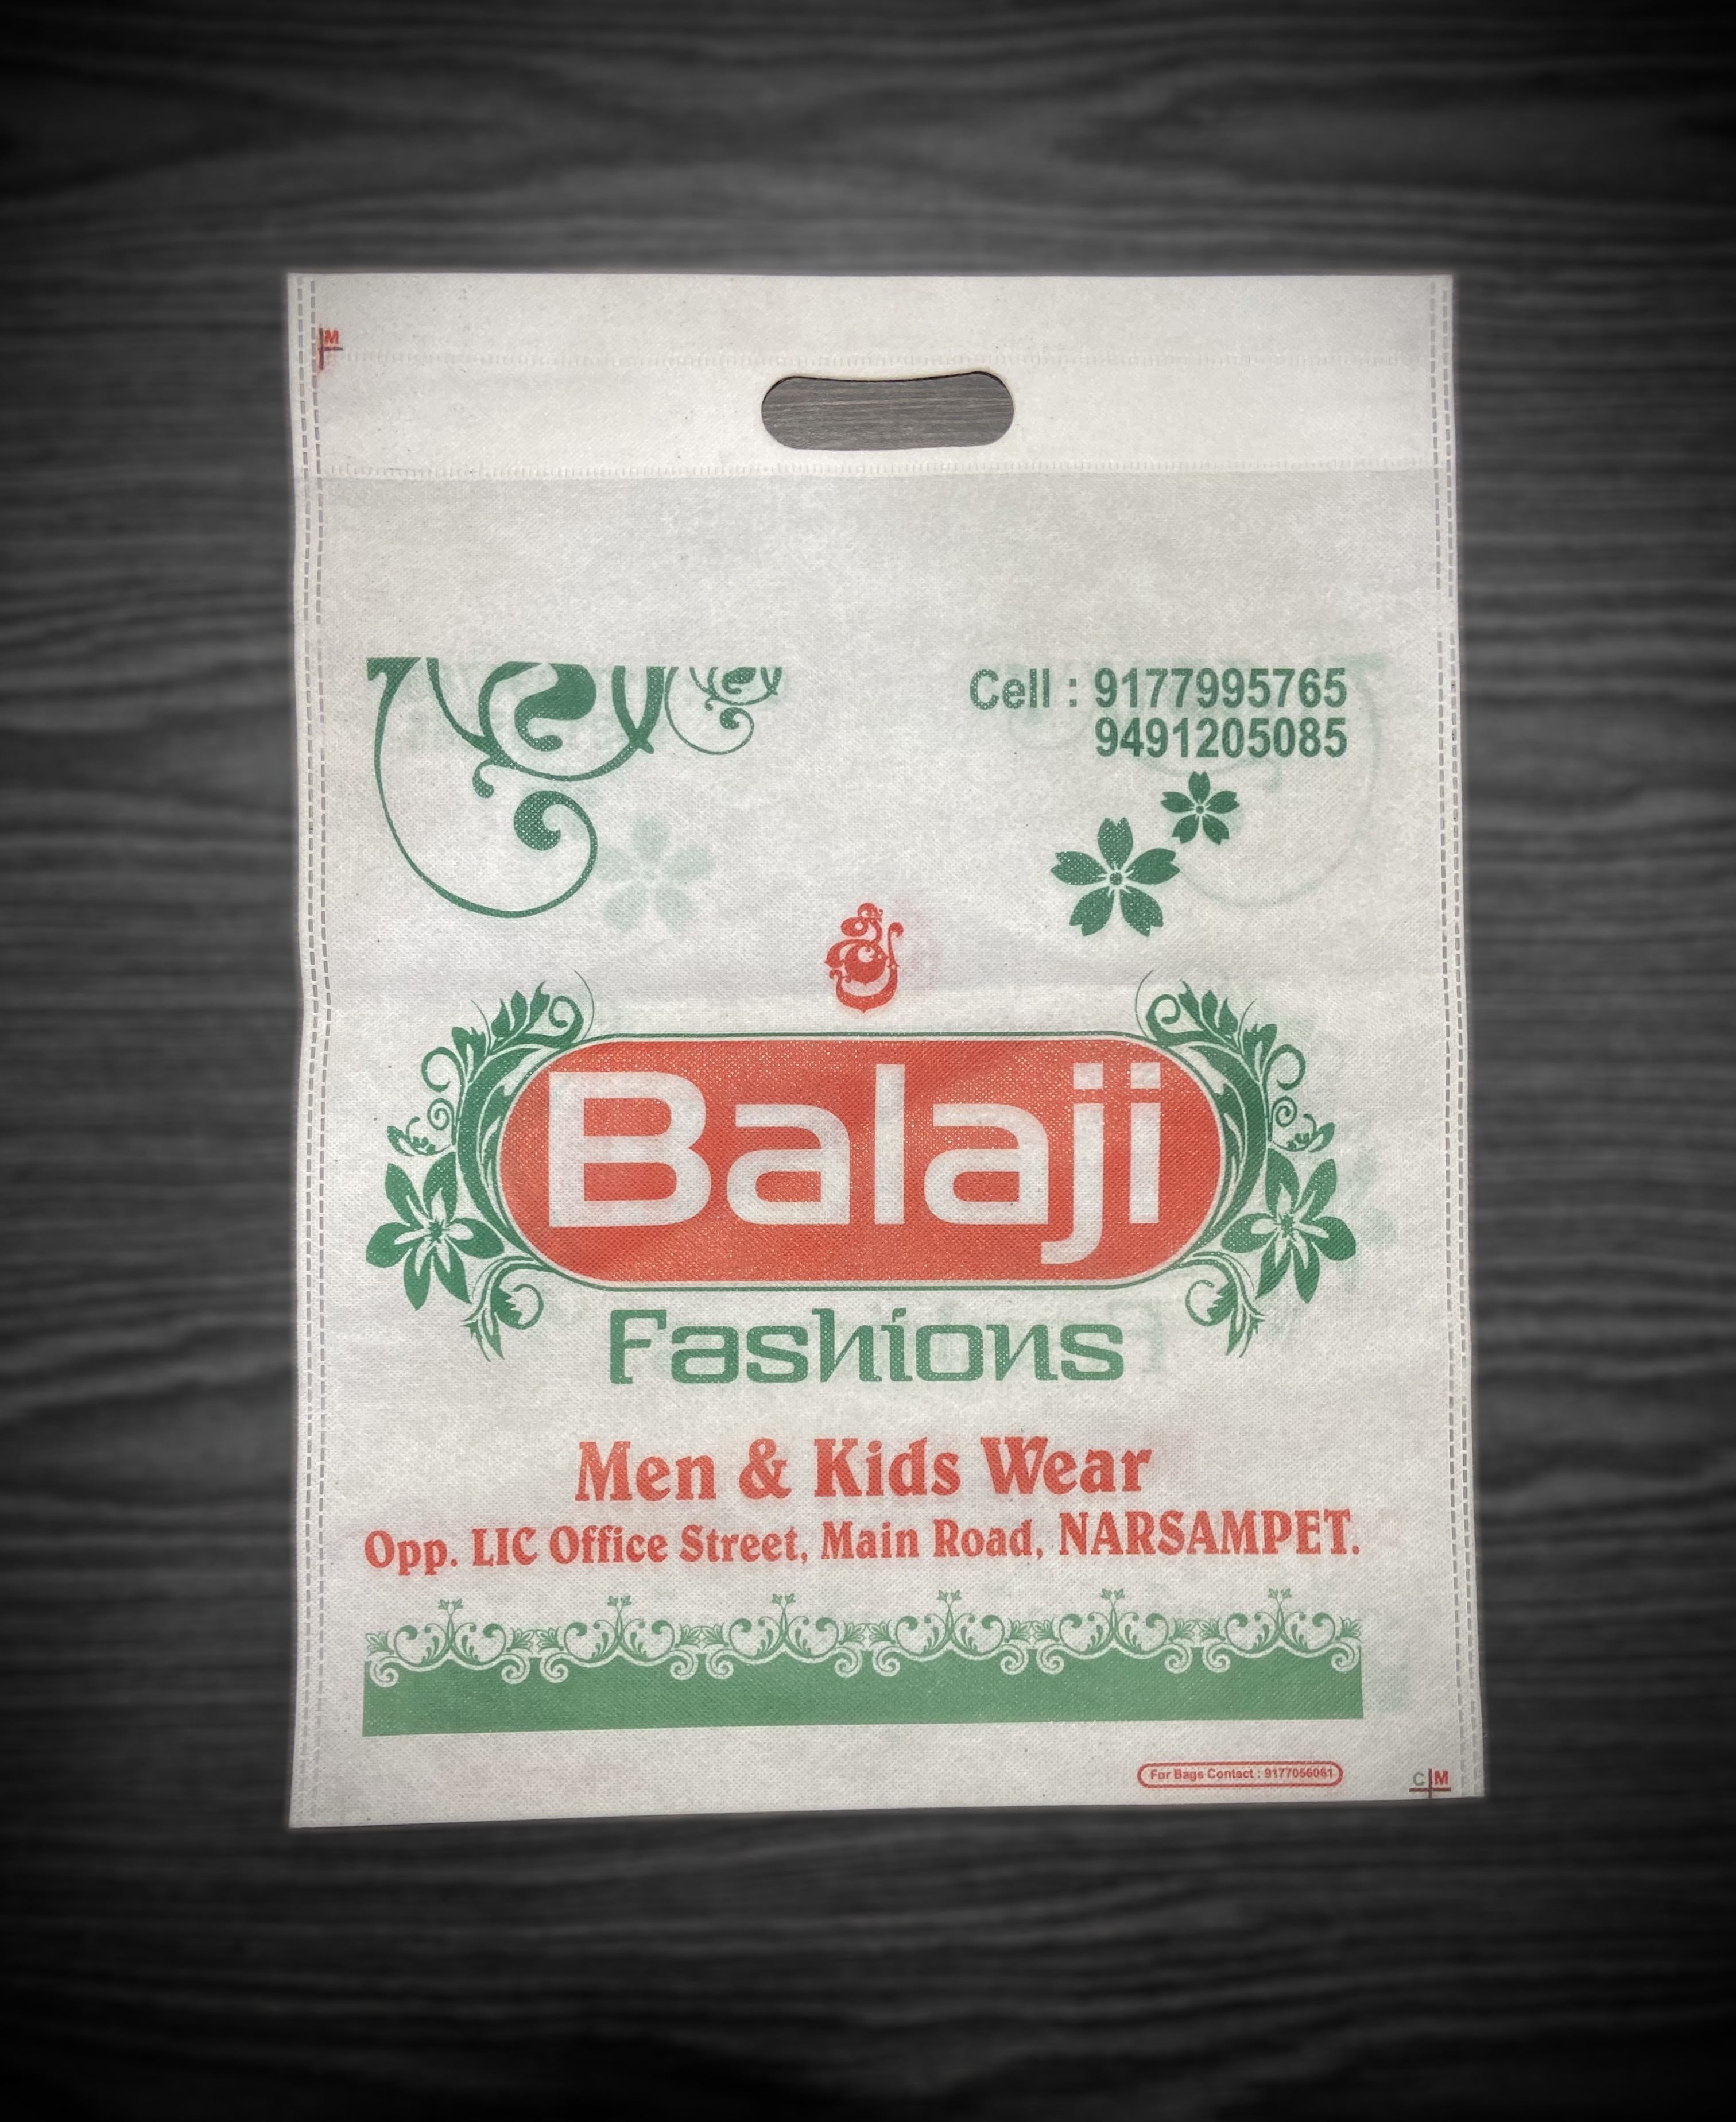 M
Cell : 9177995765
9491205085
శ్రీ
Balaji
Fashions
Men & Kids Wear
Opp. LIC Office Street, Main Road, NARSAMPET.
For Bags Contact : 9177056061
C M